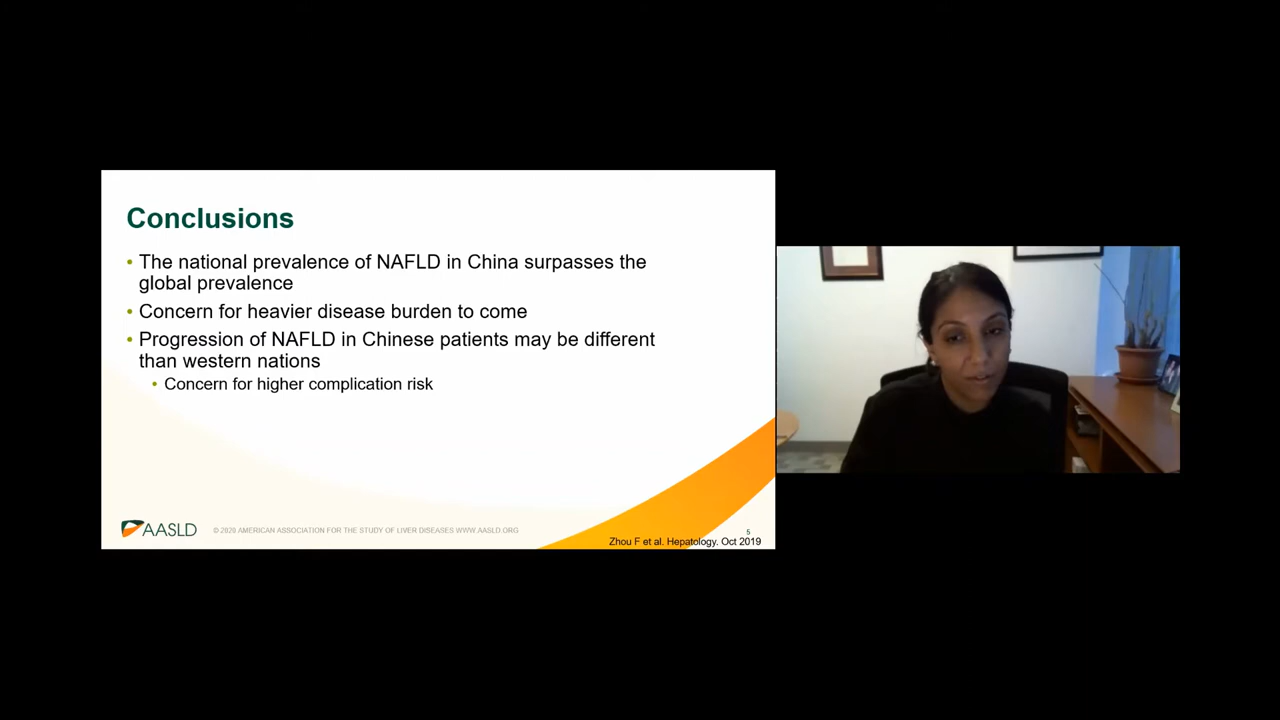 Conclusions
• The national prevalence of NAFLD in China surpasses the
global prevalence
• Concern for heavier disease burden to come
• Progression of NAFLD in Chinese patients may be different
than western nations
• Concern for higher complication risk
AASLD
© 2020 AMERICAN ASSOCIATION FOR THE STUDY OF LIVER DISEASES WWW.AASLD.ORG
5
Zhou F et al. Hepatology. Oct 2019